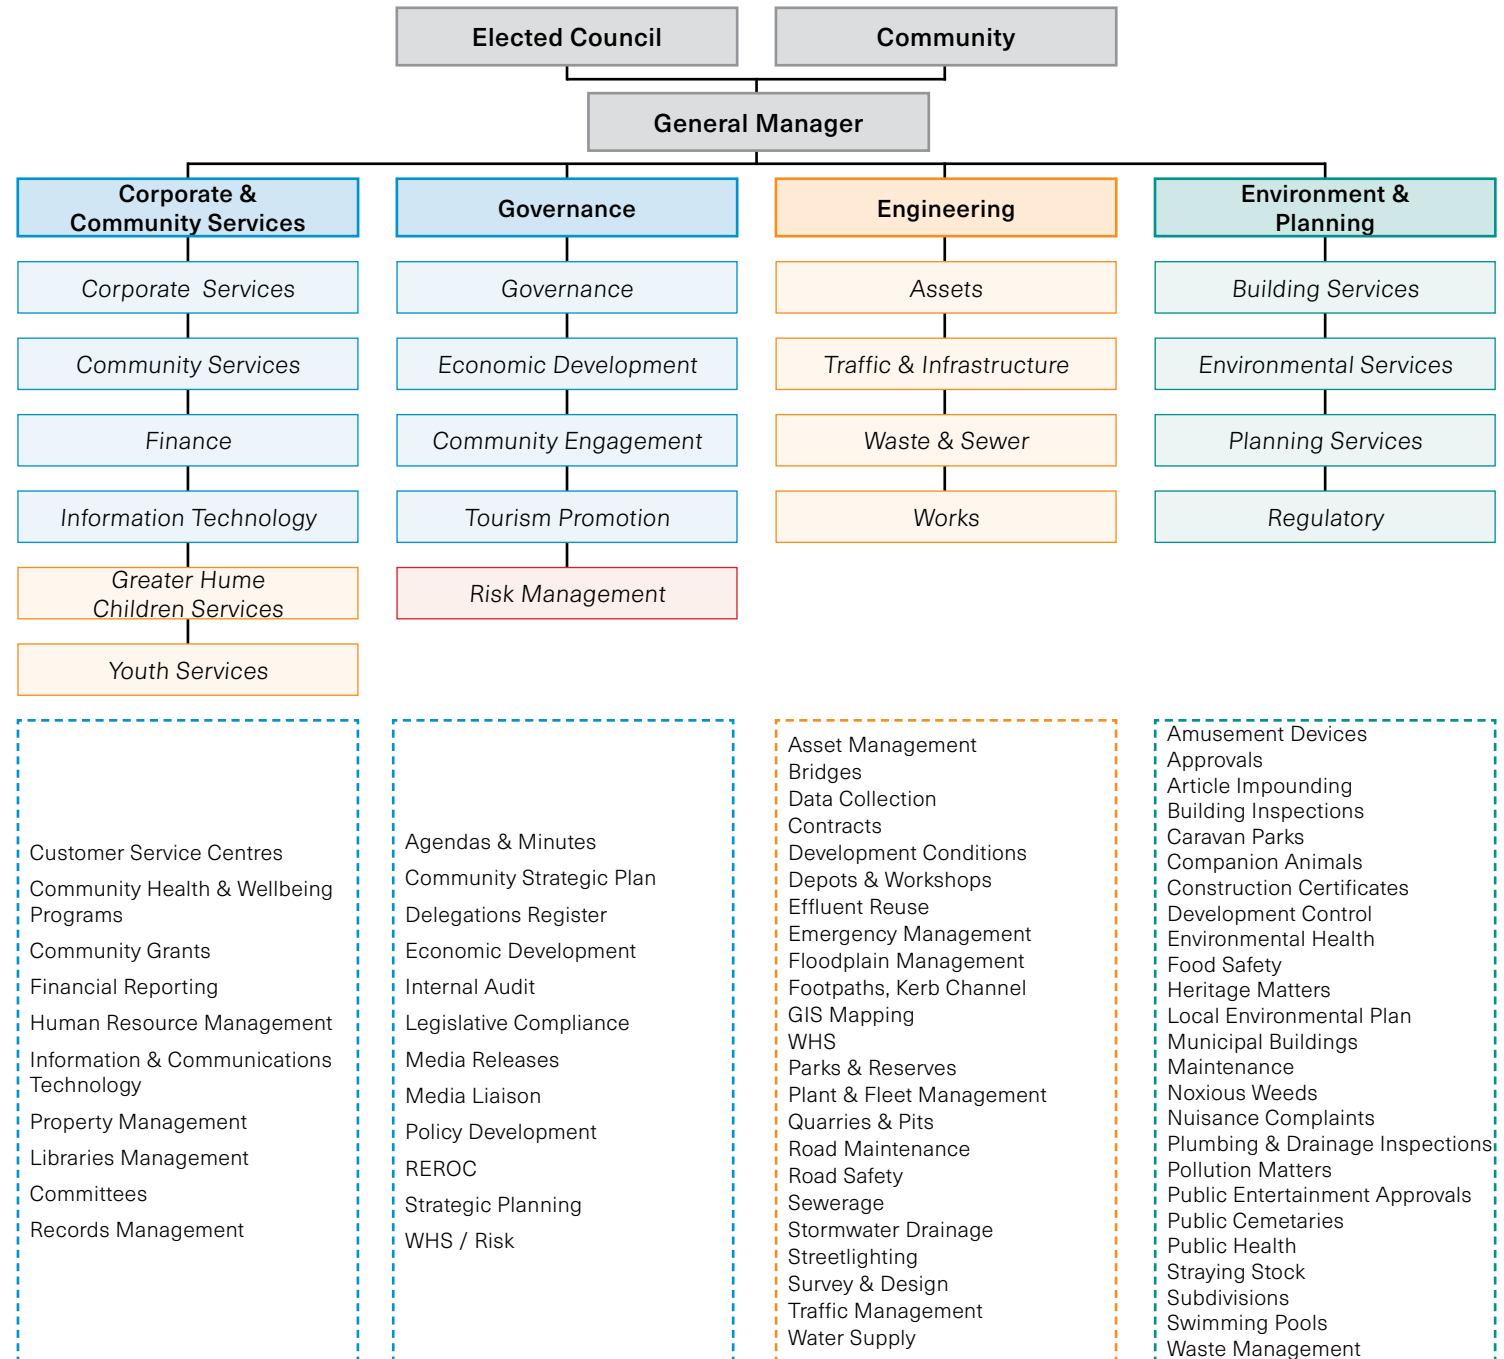 Elected Council
Community
General Manager
Corporate &
Community Services
Governance
Engineering
Environment &
Planning
Corporate Services
Governance
Assets
Building Services
Community Services
Economic Development
Traffic & Infrastructure
Environmental Services
Finance
Community Engagement
Waste & Sewer
Planning Services
Information Technology
Tourism Promotion
Works
Regulatory
Greater Hume
Children Services
Risk Management
Youth Services
Customer Service Centres
Community Health & Wellbeing
Programs
Community Grants
Financial Reporting
Human Resource Management
Information & Communications
Technology
Property Management
Libraries Management
Committees
Records Management
Agendas & Minutes
Community Strategic Plan
Delegations Register
Economic Development
Internal Audit
Legislative Compliance
Media Releases
Media Liaison
Policy Development
REROC
Strategic Planning
WHS / Risk
Asset Management
Bridges
Data Collection
Contracts
Development Conditions
Depots & Workshops
Effluent Reuse
Emergency Management
Floodplain Management
Footpaths, Kerb Channel
GIS Mapping
WHS
Parks & Reserves
Plant & Fleet Management
Quarries & Pits
Road Maintenance
Road Safety
Sewerage
Stormwater Drainage
Streetlighting
Survey & Design
Traffic Management
Water Supply
Amusement Devices
Approvals
Article Impounding
Building Inspections
Caravan Parks
Companion Animals
Construction Certificates
Development Control
Environmental Health
Food Safety
Heritage Matters
Local Environmental Plan
Municipal Buildings
Maintenance
Noxious Weeds
Nuisance Complaints
Plumbing & Drainage Inspections
Pollution Matters
Public Entertainment Approvals
Public Cemetaries
Public Health
Straying Stock
Subdivisions
Swimming Pools
Waste Management